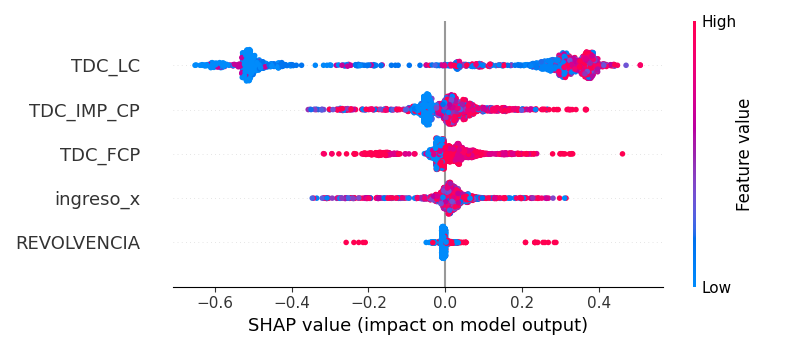 High
TDC_LC
TDC_IMP_CP
TDC_FCP
ingreso_x
REVOLVENCIA
Feature value
Low
−0.6 −0.4 −0.2 0.0 0.2 0.4
SHAP value (impact on model output)